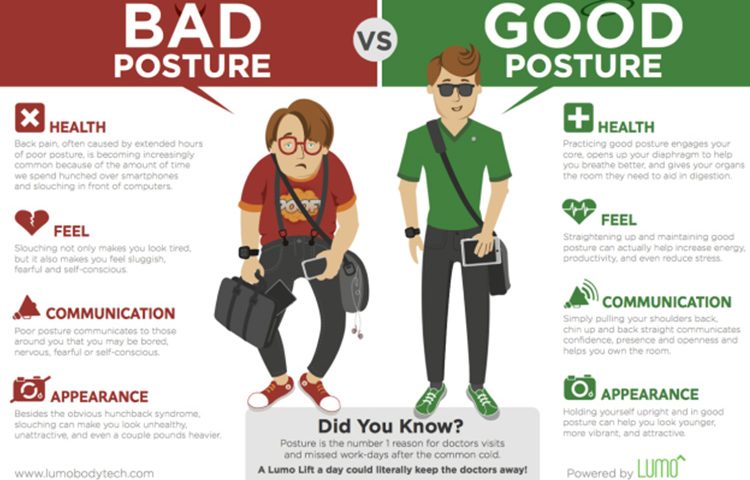 BAD
POSTURE
VS
GOOD
POSTURE
HEALTH
Back pain, often caused by extended hours
of poor posture, is becoming increasingly
common because of the amount of time
we spend hunched over smartphones
and slouching in front of computers.
FEEL
Slouching not only makes you look tired,
but it also makes you feel sluggish,
fearful and self-conscious.
COMMUNICATION
Poor posture communicates to those
around you that you may be bored,
nervous, fearful or self-conscious.
APPEARANCE
Besides the obvious hunchback syndrome,
slouching can make you look unhealthy,
unattractive, and even a couple pounds heavier.
www.lumobodytech.com
HEALTH
Practicing good posture engages your
core, opens up your diaphragm to help
you breathe better, and gives your organs
the room they need to aid in digestion.
FEEL
Straightening up and maintaining good
posture can actually help increase energy,
productivity, and even reduce stress.
COMMUNICATION
Simply pulling your shoulders back,
chin up and back straight communicates
confidence, presence and openness and
helps you own the room.
APPEARANCE
Holding yourself upright and in good
posture can help you look younger,
more vibrant, and attractive.
Did You Know?
Posture is the number 1 reason for doctors visits
and missed work-days after the common cold.
A Lumo Lift a day could literally keep the doctors away!
Powered by LUMO